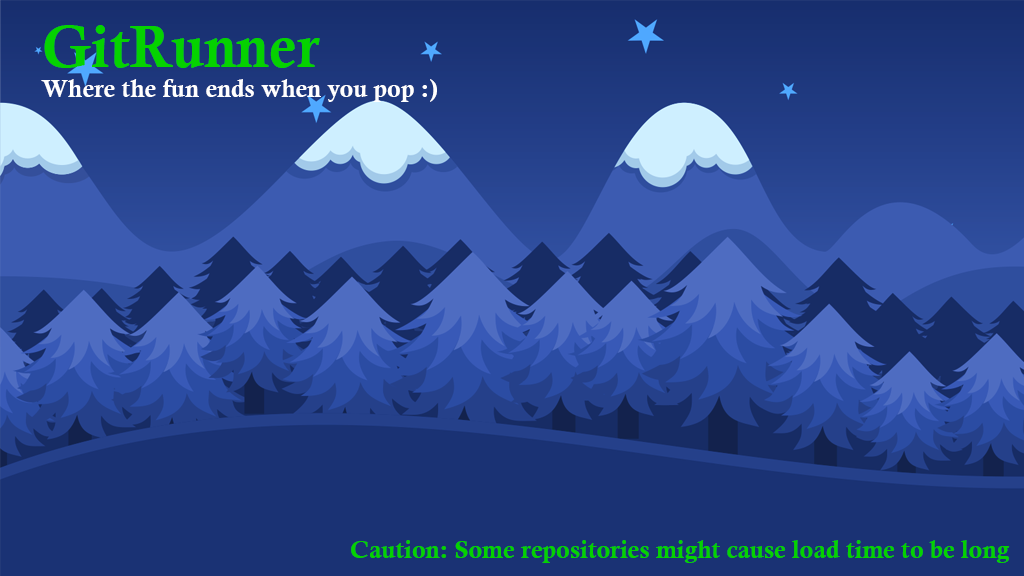 GitRunner
Where the fun ends when you pop :)
Caution: Some repositories might cause load time to be long